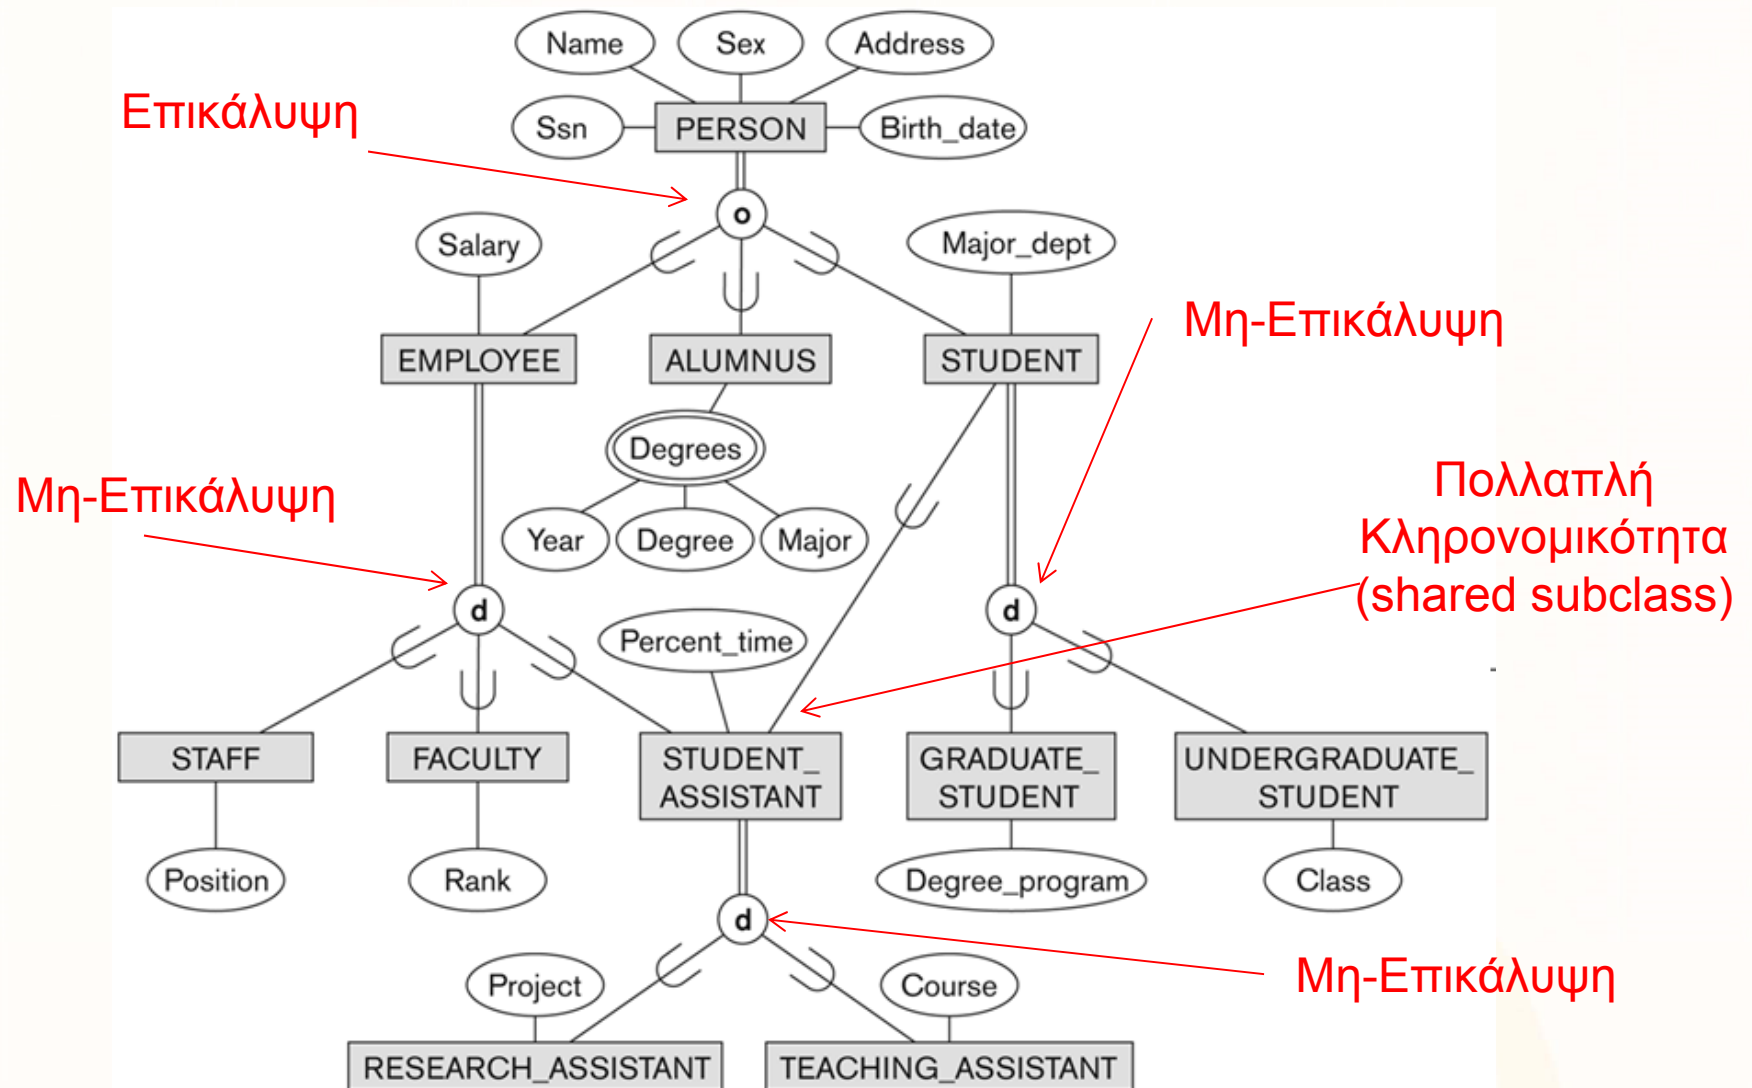 Name
Sex
Address
Επικάλυψη
Ssn
PERSON
Birth_date
o
Salary
Major_dept
Μη-Επικάλυψη
EMPLOYEE
ALUMNUS
STUDENT
Degrees
Μη-Επικάλυψη
Πολλαπλή
Κληρονομικότητα
(shared subclass)
Year
Degree
Major
d
d
Percent_time
STAFF
FACULTY
STUDENT_
ASSISTANT
GRADUATE_
STUDENT
UNDERGRADUATE_
STUDENT
Position
Rank
Degree_program
Class
d
Μη-Επικάλυψη
Project
Course
RESEARCH_ASSISTANT
TEACHING_ASSISTANT